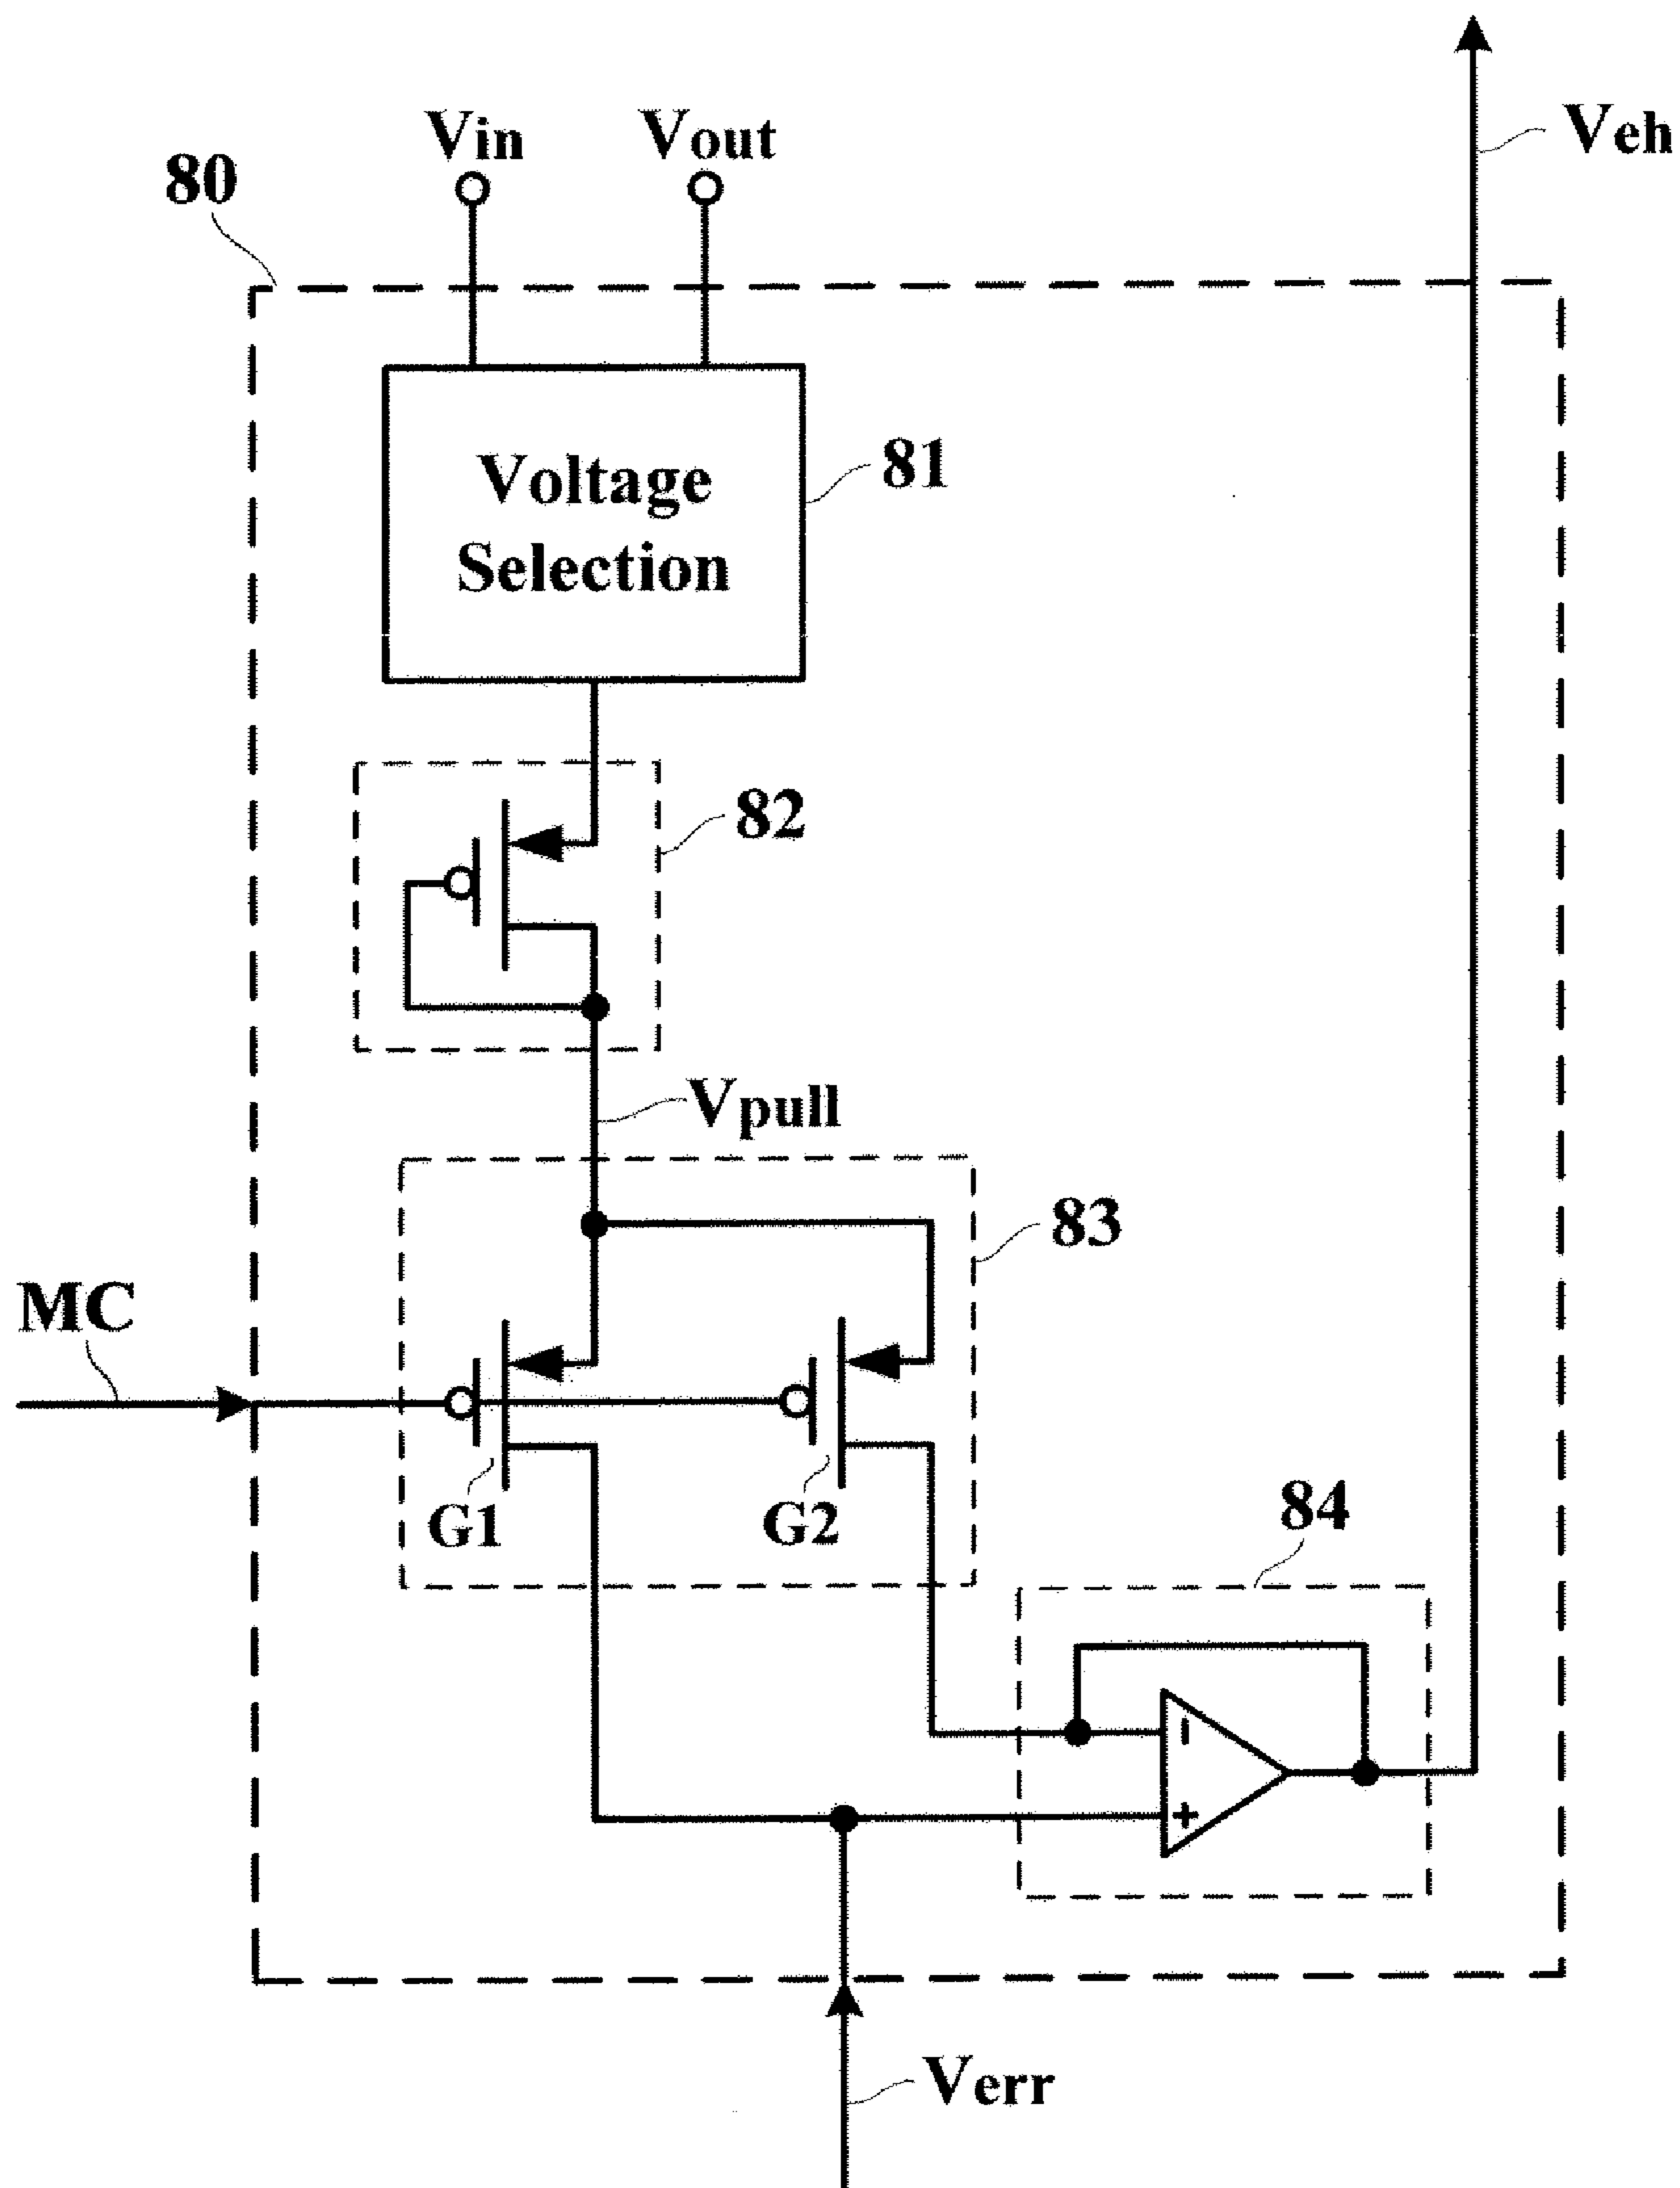 Vin
Vout
Veh
80
Voltage
Selection
81
82
Vpull
83
MC
G1
G2
84
Verr